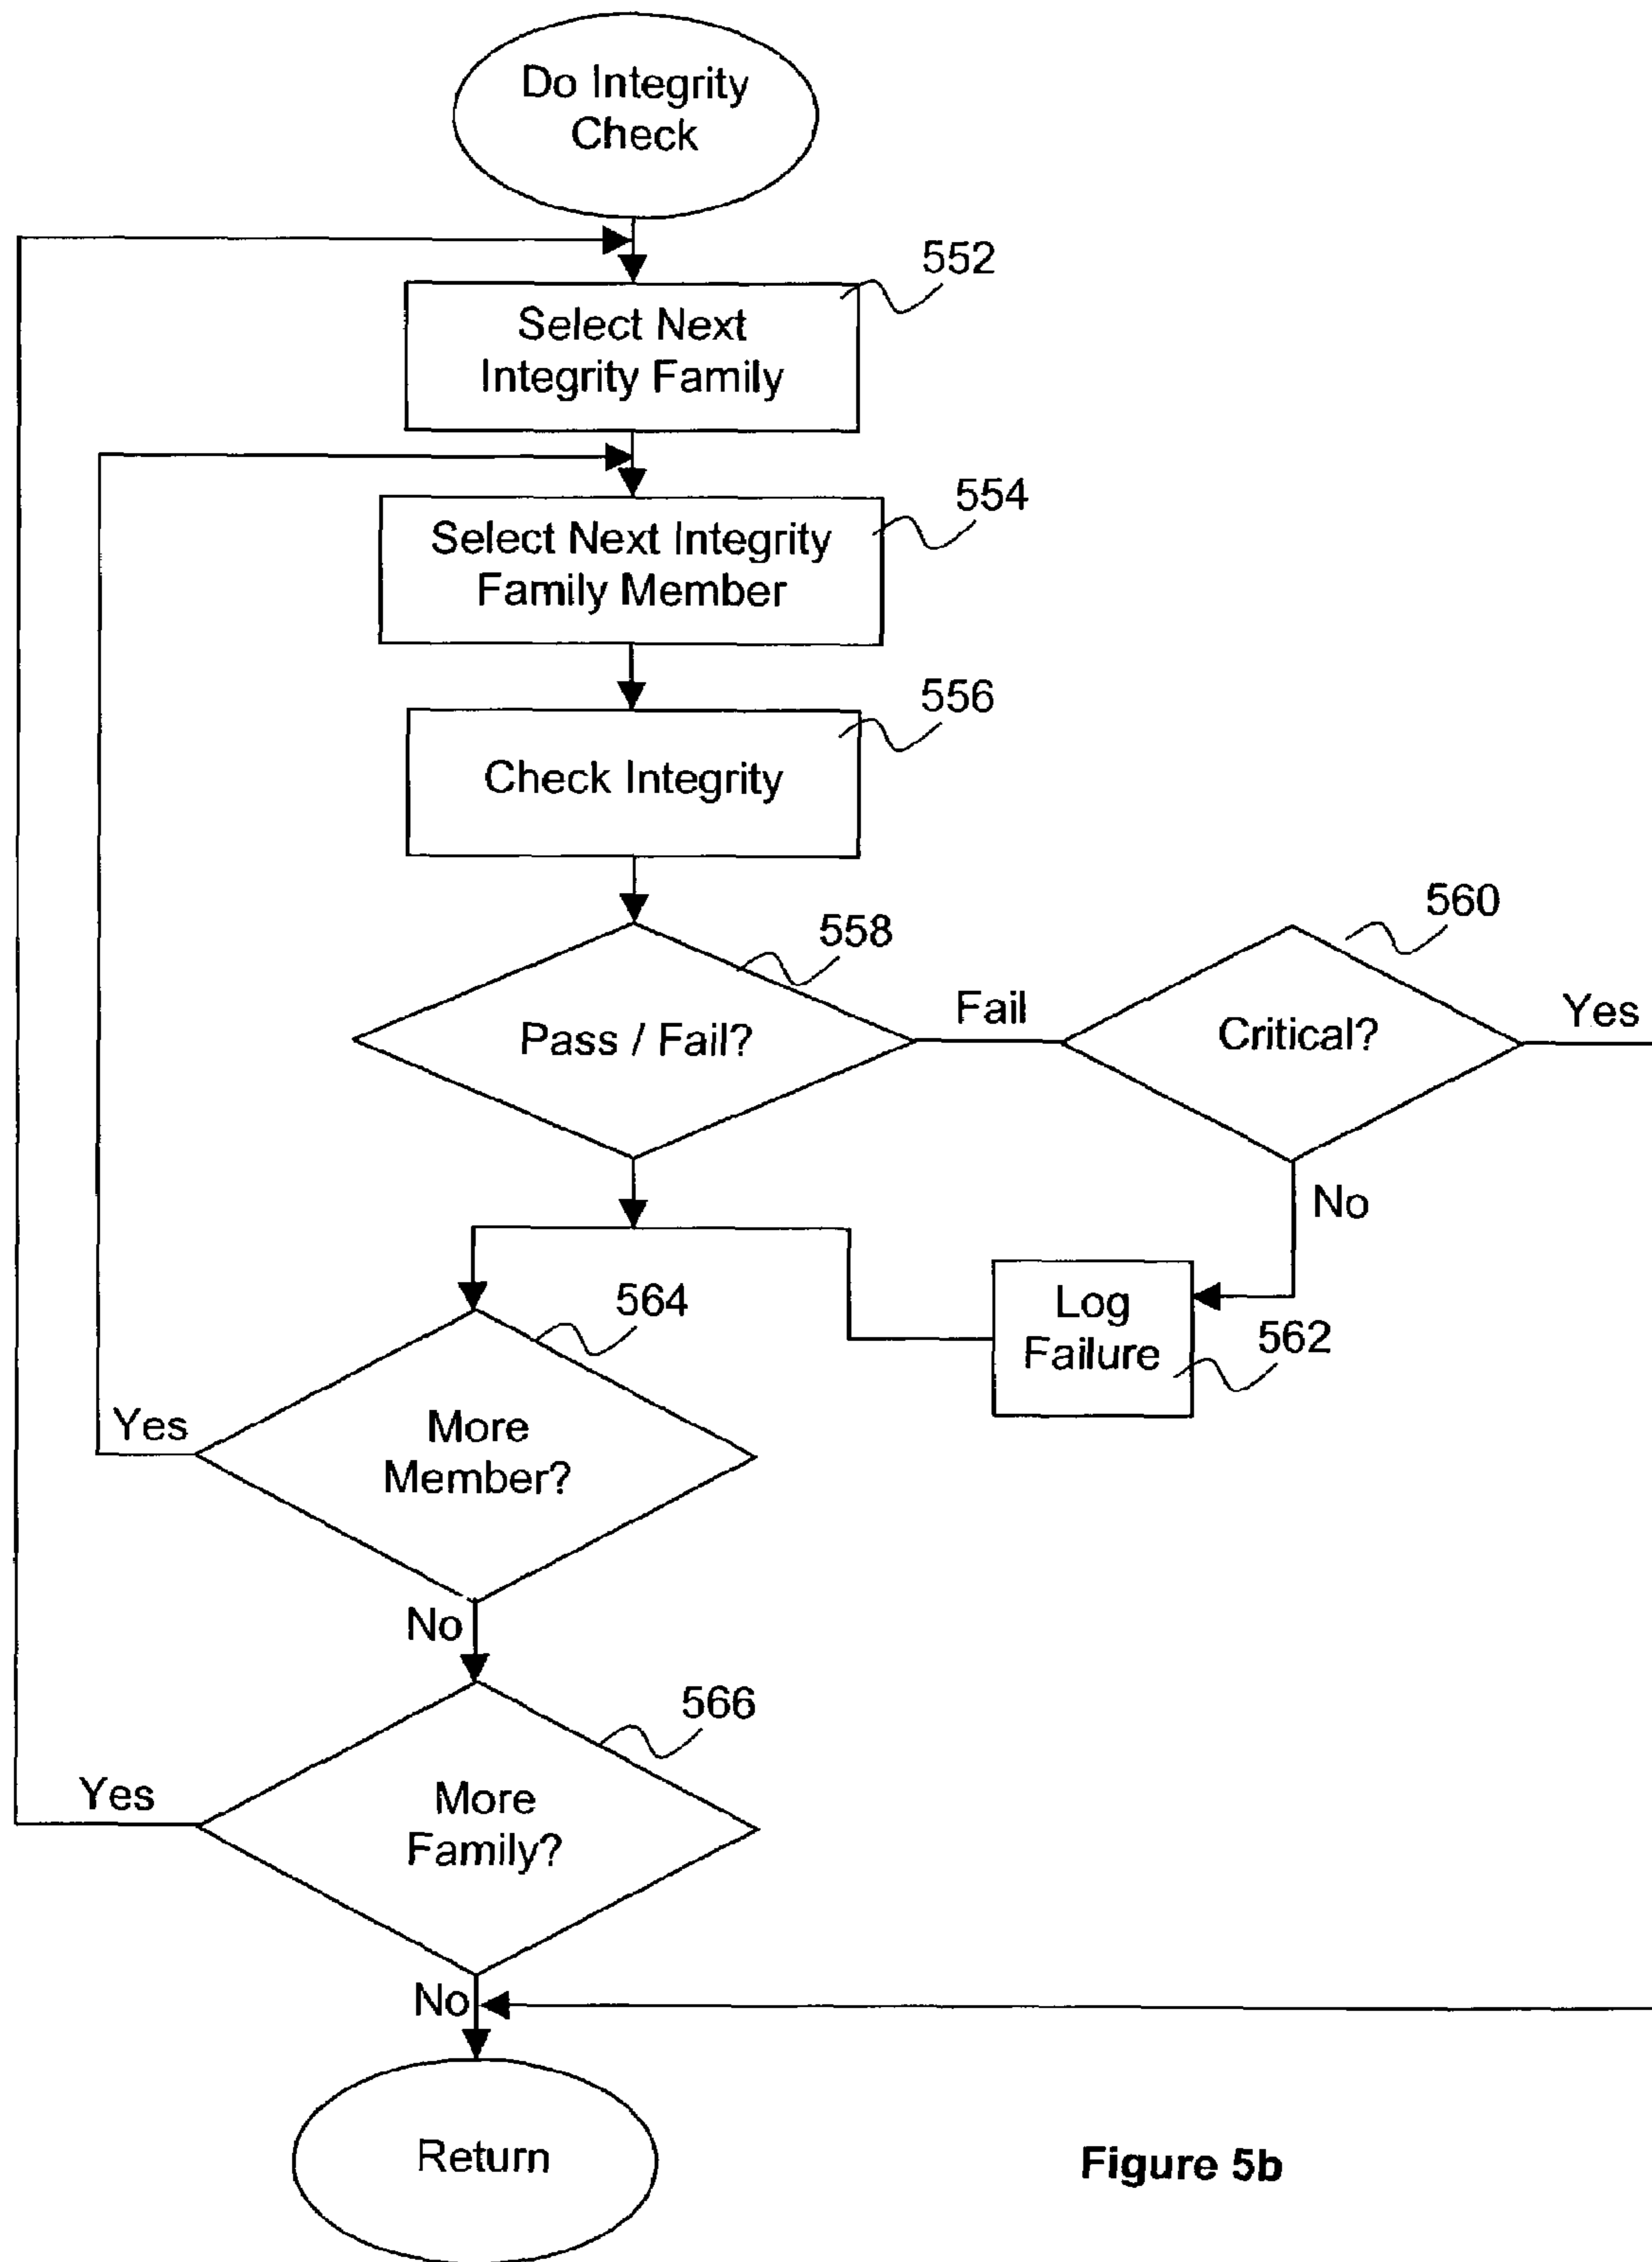 Do Integrity
Check
552
Select Next
Integrity Family
554
Select Next Integrity
Family Member
556
Check Integrity
558
Pass / Fail?
Fail
560
Critical?
Yes
No
Log
Failure
562
564
More
Member?
Yes
No
566
More
Family?
Yes
No
Return
Figure 5b